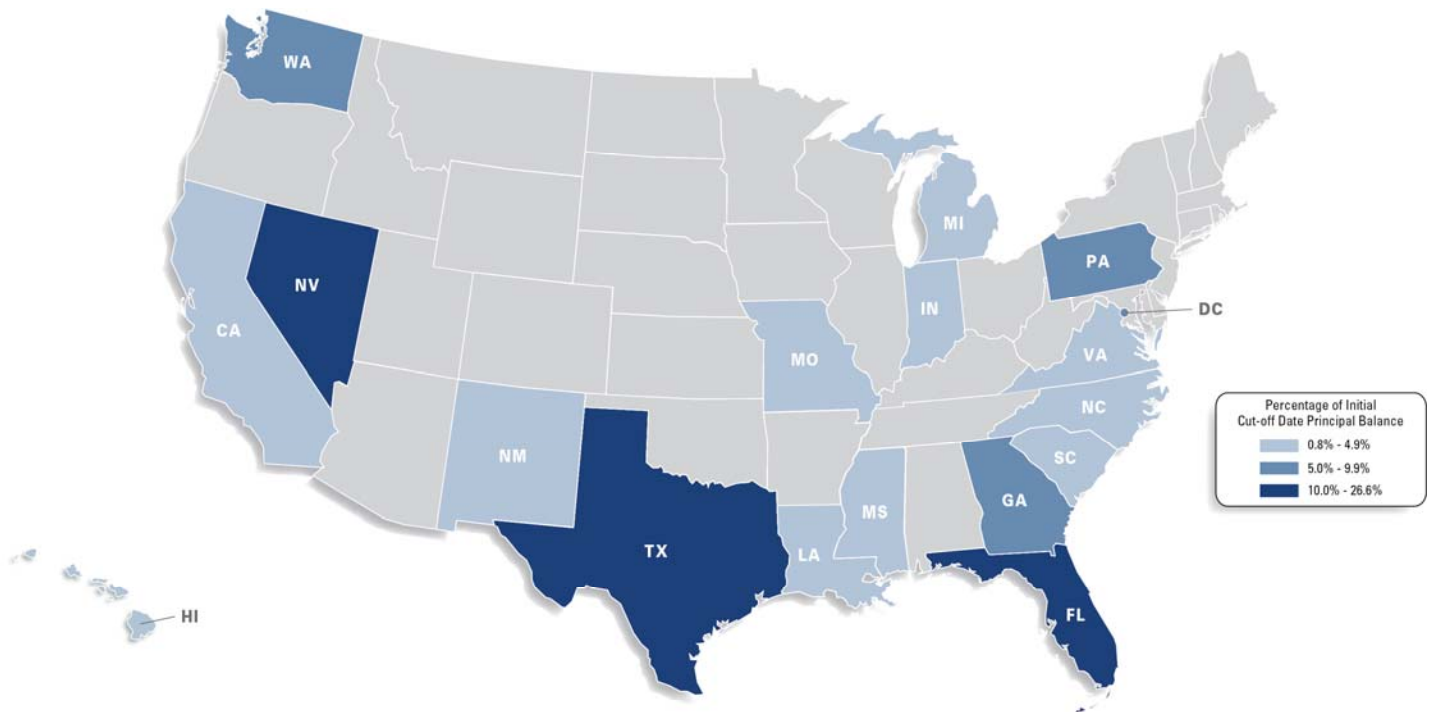 WA
MI
NV
PA
IN
DC
CA
VA
MO
NC
NM
SC
MS
GA
TX
LA
HI
FL
Percentage of Initial
Cut-off Date Principal Balance
0.8% - 4.9%
5.0% - 9.9%
10.0% - 26.6%